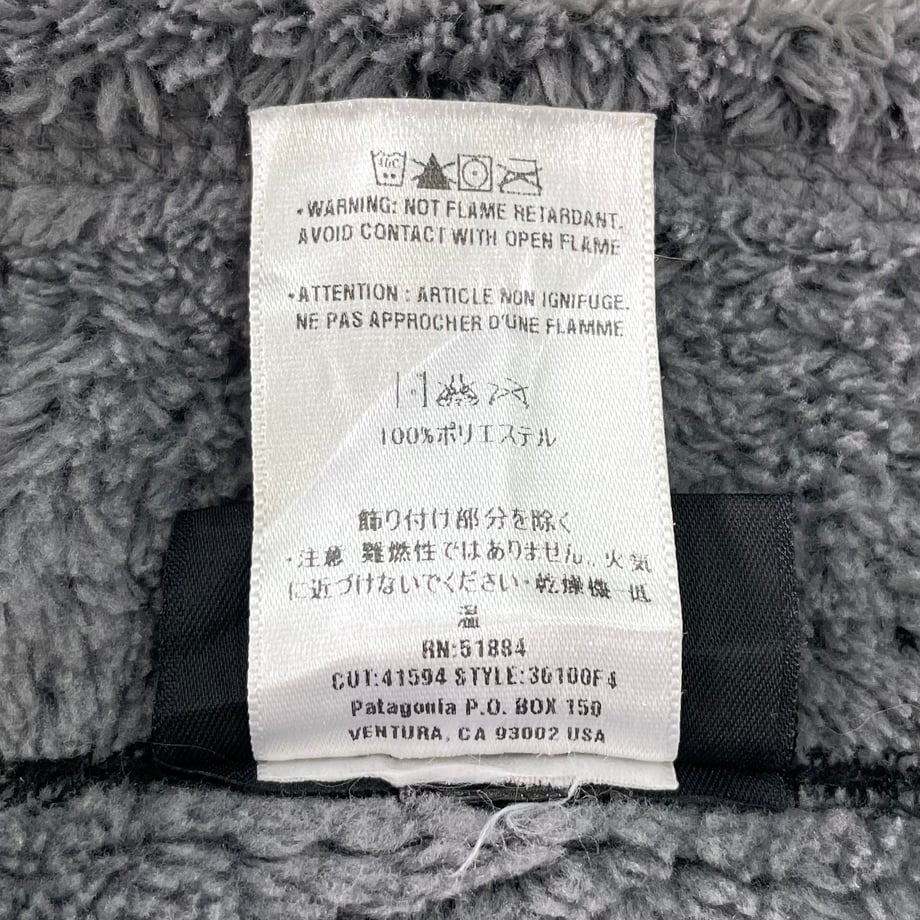 40C
•WARNING: NOT FLAME RETARDANT.
AVOID CONTACT WITH OPEN FLAME
•ATTENTION : ARTICLE NON IGNIFUGE.
NE PAS APPROCHER D'UNE FLAMME
100%ポリエステル
飾り付け部分を除く
・注意 難燃性ではありません。火気
に近づけないでください・乾燥機-低
温
RN:51884
CUT:41594 STYLE:36100F4
Patagonia P.O. BOX 150
VENTURA, CA 93002 USA